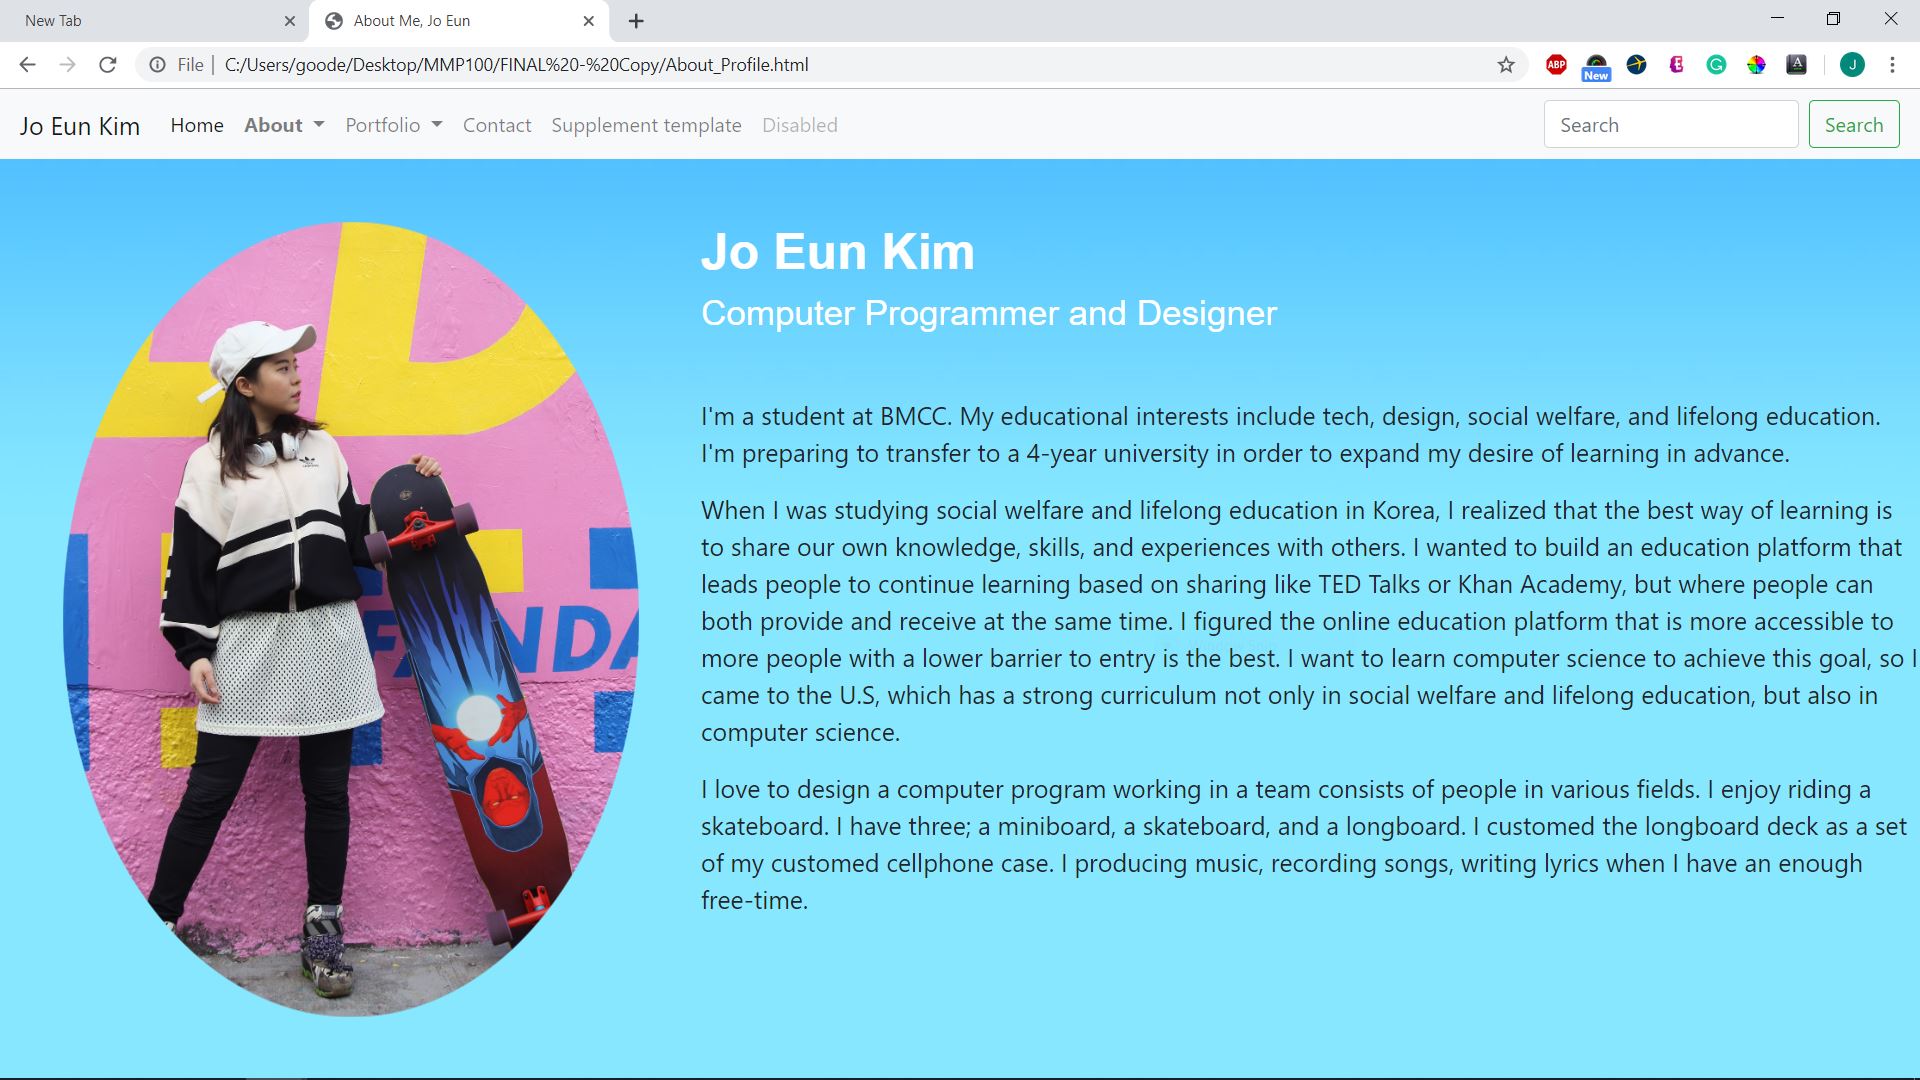 New Tab
About Me, Jo Eun
File | C:/Users/goode/Desktop/MMP100/FINAL%20-%20Copy/About_Profile.html
ABP
New
J
Jo Eun Kim
Home
About
Portfolio
Contact
Supplement template
Disabled
Search
Search
Jo Eun Kim
Computer Programmer and Designer
I'm a student at BMCC. My educational interests include tech, design, social welfare, and lifelong education.
I'm preparing to transfer to a 4-year university in order to expand my desire of learning in advance.
When I was studying social welfare and lifelong education in Korea, I realized that the best way of learning is
to share our own knowledge, skills, and experiences with others. I wanted to build an education platform that
leads people to continue learning based on sharing like TED Talks or Khan Academy, but where people can
both provide and receive at the same time. I figured the online education platform that is more accessible to
more people with a lower barrier to entry is the best. I want to learn computer science to achieve this goal, so I
came to the U.S, which has a strong curriculum not only in social welfare and lifelong education, but also in
computer science.
I love to design a computer program working in a team consists of people in various fields. I enjoy riding a
skateboard. I have three; a miniboard, a skateboard, and a longboard. I customed the longboard deck as a set
of my customed cellphone case. I producing music, recording songs, writing lyrics when I have an enough
free-time.